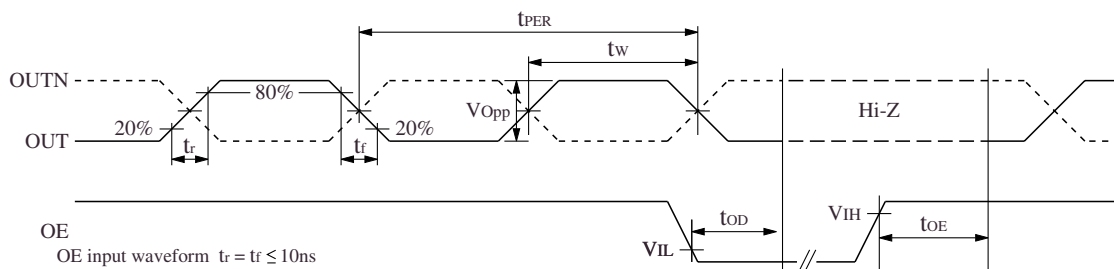 tPER
tw
OUTN
80%
VOpp
Hi-Z
20%
20%
OUT
tr
tf
OE
VIH
tOD
tOE
VIL
OE input waveform tr = tf ≤ 10ns